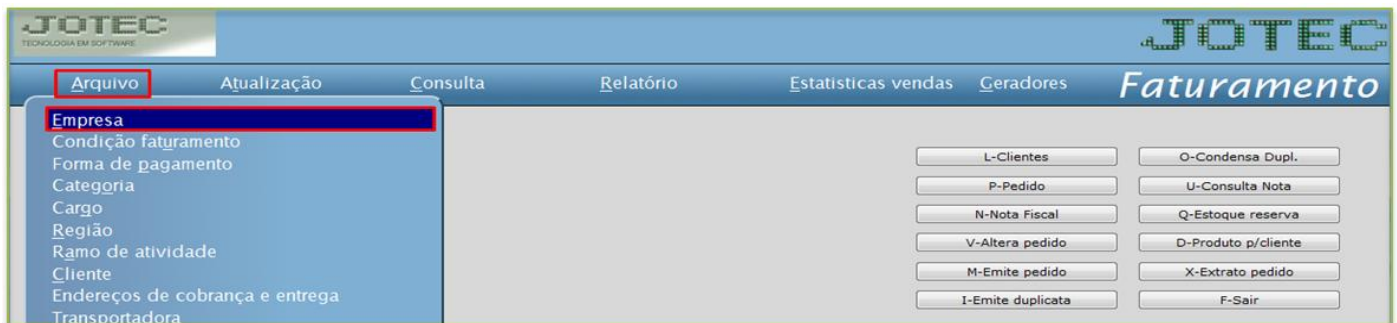 JOTEC
TECNOLOGIA EM SOFTWARE
JOTEC
Arquivo Atualização Consulta Relatório Estatisticas vendas Geradores Faturamento
Empresa
Condição faturamento
Forma de pagamento
Categoria
Cargo
Região
Ramo de atividade
Cliente
Endereços de cobrança e entrega
Transportadora
L-Clientes O-Condensa Dupl.
P-Pedido U-Consulta Nota
N-Nota Fiscal Q-Estoque reserva
V-Altera pedido D-Produto p/cliente
M-Emite pedido X-Extrato pedido
I-Emite duplicata F-Sair